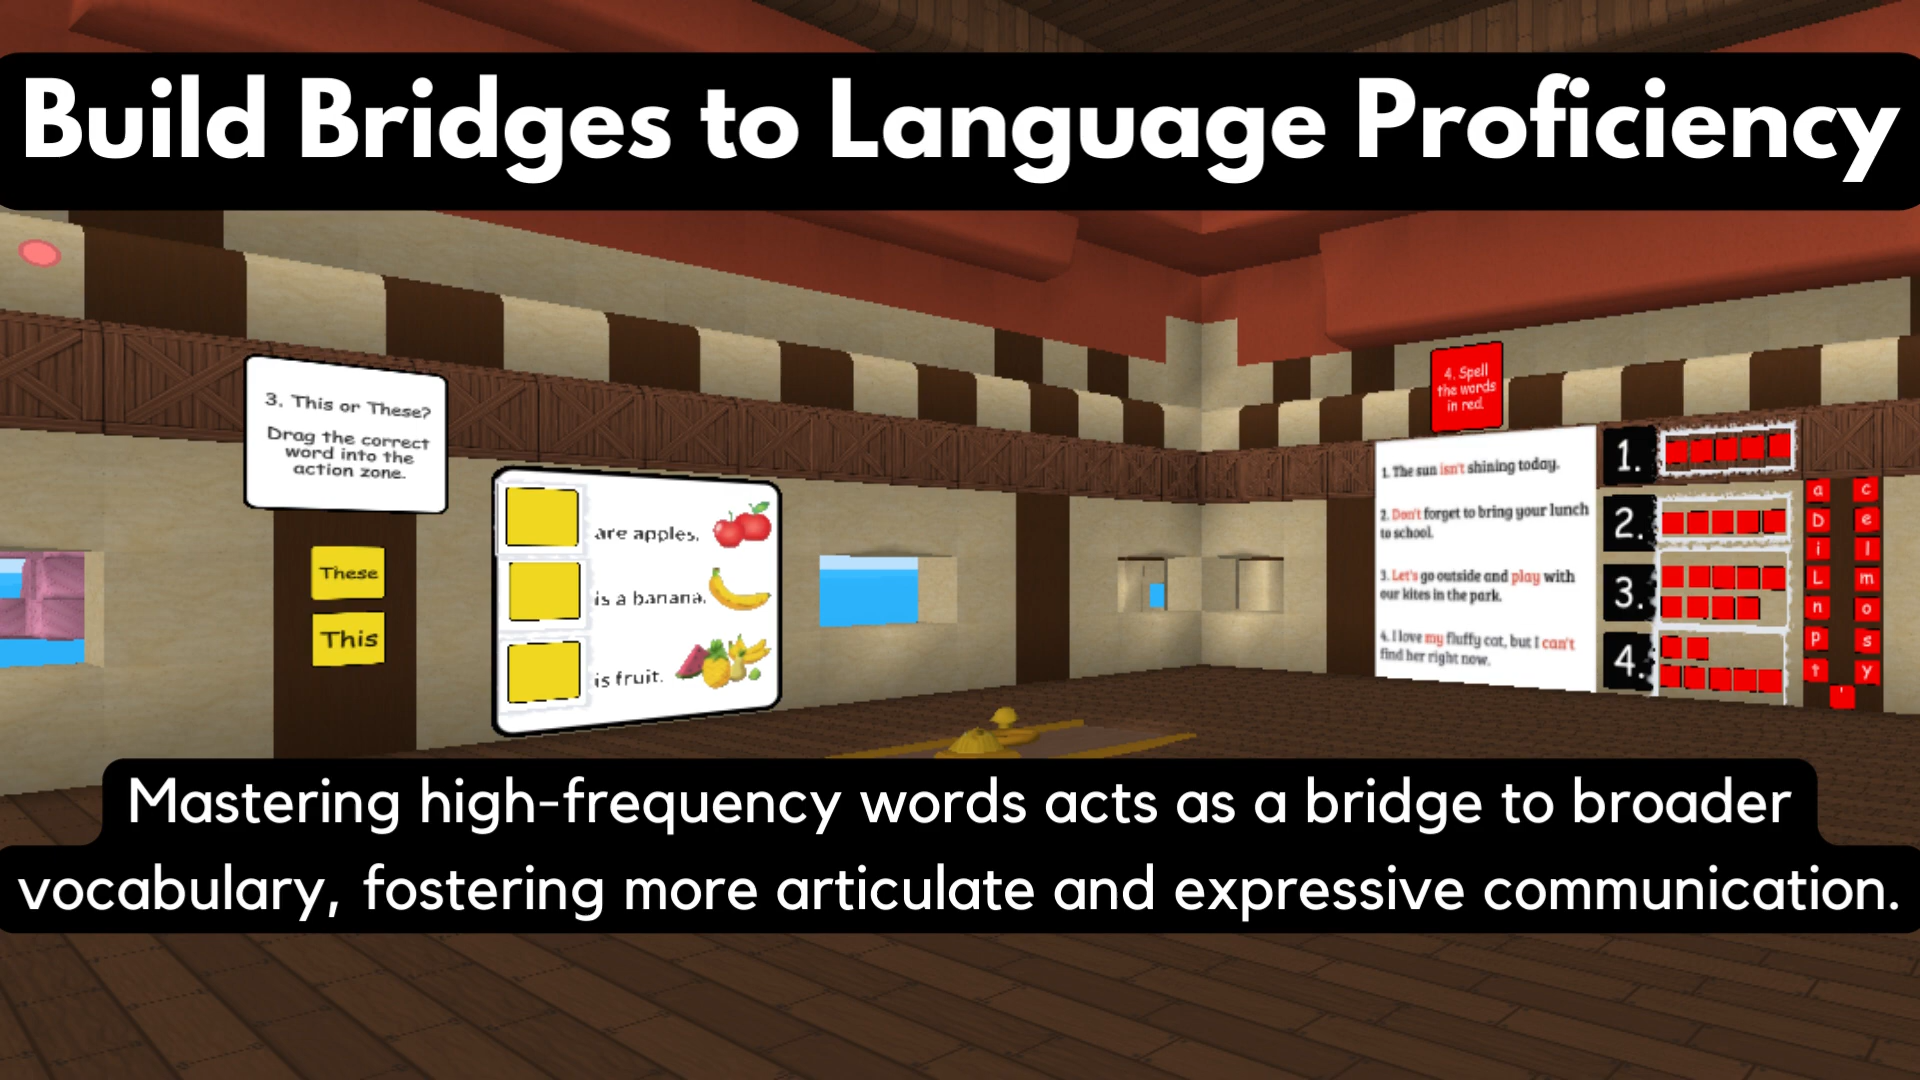 Build Bridges to Language Proficiency
3. This or These?
Drag the correct
word into the
action zone.
These
This
are apples.
is a banana.
is fruit.
4. Spell
the words
in red.
1. The sun isn't shining today.
2. Don't forget to bring your lunch
to school.
3. Let's go outside and play with
our kites in the park.
4. I love my fluffy cat, but I can't
find her right now.
1.
2.
3.
4.
a c
D e
i l
L m
n o
p s
t y
'
Mastering high-frequency words acts as a bridge to broader
vocabulary, fostering more articulate and expressive communication.